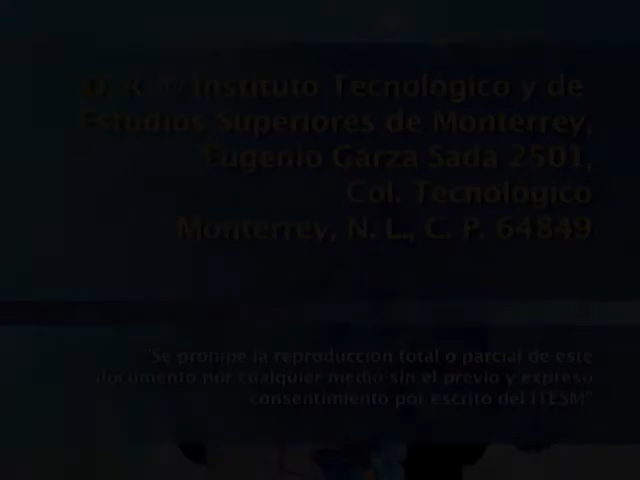 D. R. © Instituto Tecnológico y de
Estudios Superiores de Monterrey,
Eugenio Garza Sada 2501,
Col. Tecnológico
Monterrey, N. L., C. P. 64849
"Se prohibe la reproducción total o parcial de este
documento por cualquier medio sin el previo y expreso
consentimiento por escrito del ITESM"